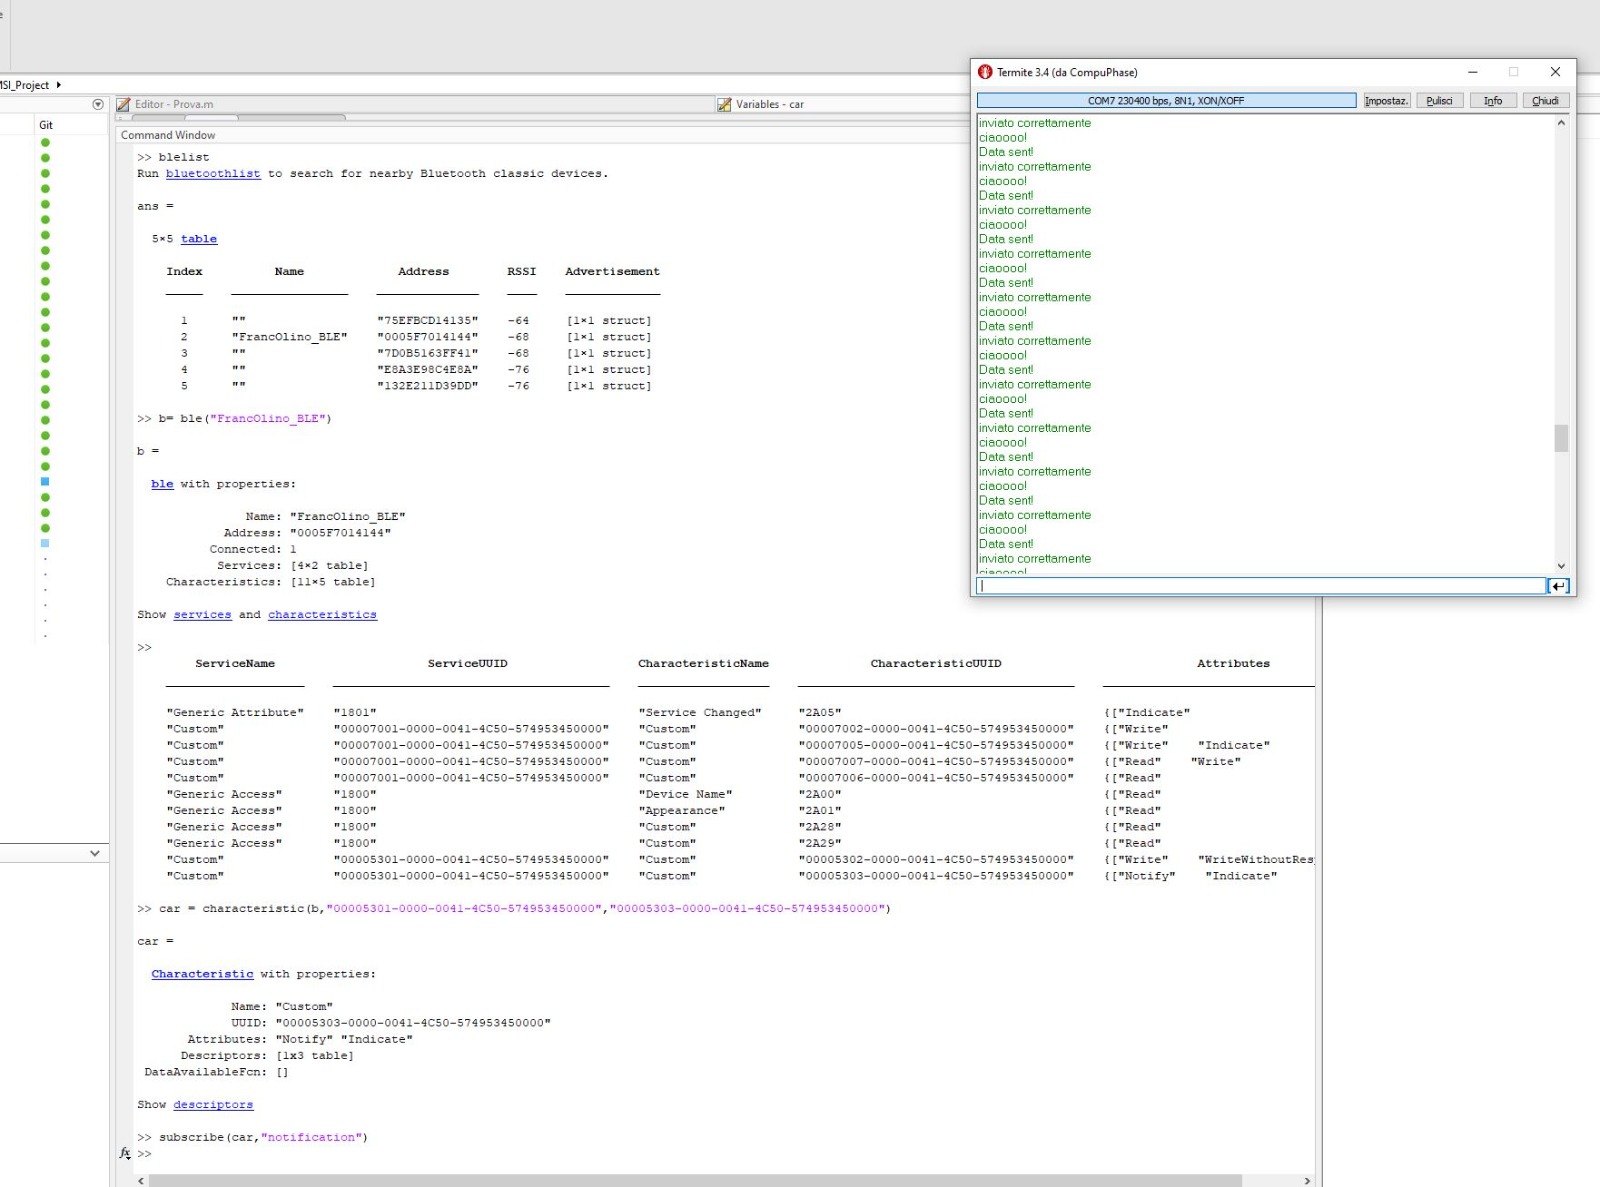 MSI_Project
Editor - Prova.m
Variables - car
Git
Command Window
>> blelist
Run bluetoothlist to search for nearby Bluetooth classic devices.
ans =
5×5 table
Index Name Address RSSI Advertisement
1 "" "75EFBCD14135" -64 [1×1 struct]
2 "FrancOlino_BLE" "0005F7014144" -68 [1×1 struct]
3 "" "7D0B5163FF41" -68 [1×1 struct]
4 "" "E8A3E98C4E8A" -76 [1×1 struct]
5 "" "132E211D39DD" -76 [1×1 struct]
>> b= ble("FrancOlino_BLE")
b =
ble with properties:
Name: "FrancOlino_BLE"
Address: "0005F7014144"
Connected: 1
Services: [4×2 table]
Characteristics: [11×5 table]
Show services and characteristics
>>
ServiceName ServiceUUID CharacteristicName CharacteristicUUID Attributes
"Generic Attribute" "1801" "Service Changed" "2A05" {["Indicate"
"Custom" "00007001-0000-0041-4C50-574953450000" "Custom" "00007002-0000-0041-4C50-574953450000" {["Write"
"Custom" "00007001-0000-0041-4C50-574953450000" "Custom" "00007005-0000-0041-4C50-574953450000" {["Write" "Indicate"
"Custom" "00007001-0000-0041-4C50-574953450000" "Custom" "00007007-0000-0041-4C50-574953450000" {["Read" "Write"
"Custom" "00007001-0000-0041-4C50-574953450000" "Custom" "00007006-0000-0041-4C50-574953450000" {["Read"
"Generic Access" "1800" "Device Name" "2A00" {["Read"
"Generic Access" "1800" "Appearance" "2A01" {["Read"
"Generic Access" "1800" "Custom" "2A28" {["Read"
"Generic Access" "1800" "Custom" "2A29" {["Read"
"Custom" "00005301-0000-0041-4C50-574953450000" "Custom" "00005302-0000-0041-4C50-574953450000" {["Write" "WriteWithoutRes
"Custom" "00005301-0000-0041-4C50-574953450000" "Custom" "00005303-0000-0041-4C50-574953450000" {["Notify" "Indicate"
>> car = characteristic(b,"00005301-0000-0041-4C50-574953450000","00005303-0000-0041-4C50-574953450000")
car =
Characteristic with properties:
Name: "Custom"
UUID: "00005303-0000-0041-4C50-574953450000"
Attributes: "Notify" "Indicate"
Descriptors: [1x3 table]
DataAvailableFcn: []
Show descriptors
>> subscribe(car,"notification")
fx >>
Termite 3.4 (da CompuPhase)
COM7 230400 bps, 8N1, XON/XOFF Impostaz. Pulisci Info Chiudi
inviato correttamente
ciaoooo!
Data sent!
inviato correttamente
ciaoooo!
Data sent!
inviato correttamente
ciaoooo!
Data sent!
inviato correttamente
ciaoooo!
Data sent!
inviato correttamente
ciaoooo!
Data sent!
inviato correttamente
ciaoooo!
Data sent!
inviato correttamente
ciaoooo!
Data sent!
inviato correttamente
ciaoooo!
Data sent!
inviato correttamente
ciaoooo!
Data sent!
inviato correttamente
ciaoooo!
Data sent!
inviato correttamente
ciaoooo!